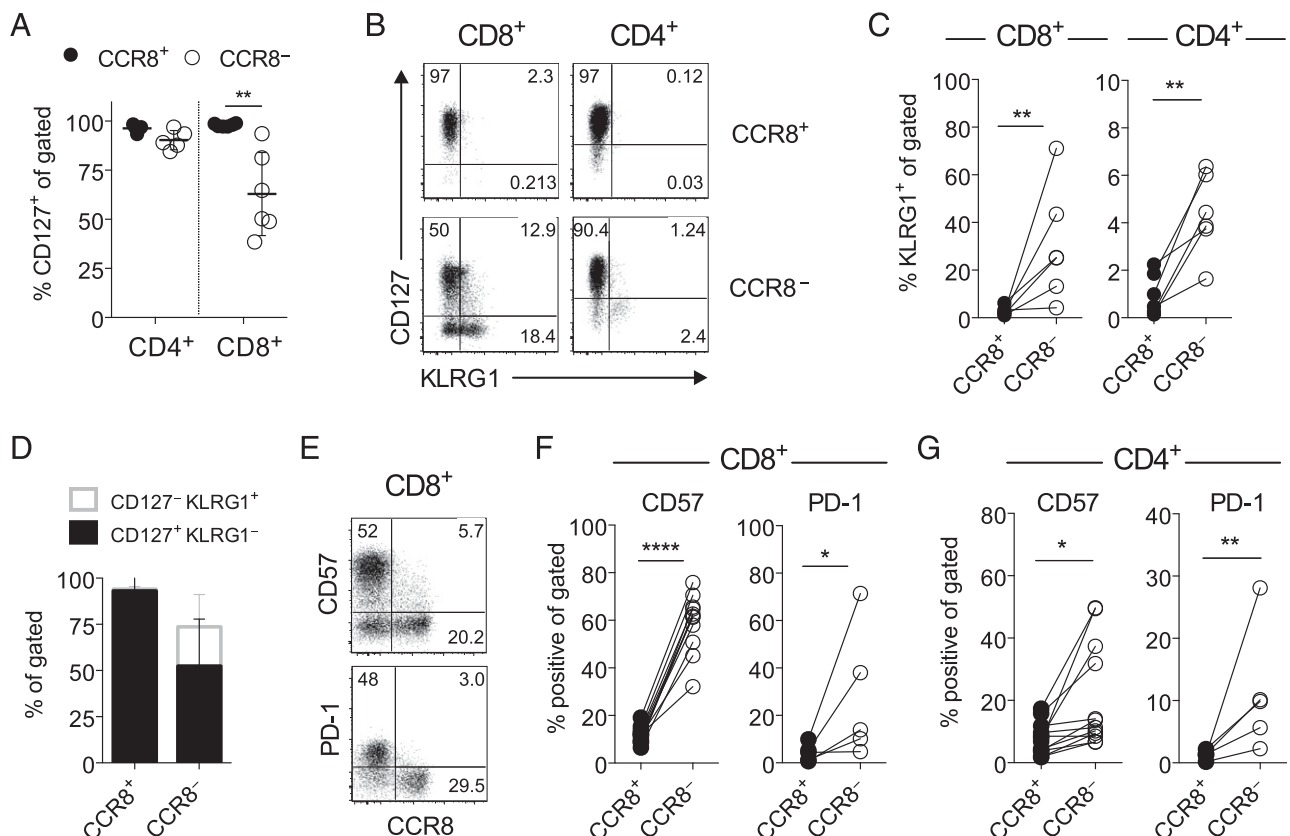 A
CCR8⁺ CCR8⁻
**
% CD127⁺ of gated
100
75
50
25
0
CD4⁺ CD8⁺
B
CD8⁺ CD4⁺
97 2.3 97 0.12
0.213 0.03
CCR8⁺
50 12.9 90.4 1.24
18.4 2.4
CCR8⁻
CD127
KLRG1
C
CD8⁺ CD4⁺
% KLRG1⁺ of gated
** **
100
80
60
40
20
0
8
6
4
2
0
CCR8⁺ CCR8⁻ CCR8⁺ CCR8⁻
D
CD127⁻ KLRG1⁺
CD127⁺ KLRG1⁻
% of gated
100
75
50
25
0
CCR8⁺ CCR8⁻
E
CD8⁺
CD57
52 5.7
20.2
PD-1
48 3.0
29.5
CCR8
F
CD8⁺
CD57 PD-1
% positive of gated
**** *
100
80
60
40
20
0
100
80
60
40
20
0
CCR8⁺ CCR8⁻ CCR8⁺ CCR8⁻
G
CD4⁺
CD57 PD-1
% positive of gated
* **
80
60
40
20
0
40
30
20
10
0
CCR8⁺ CCR8⁻ CCR8⁺ CCR8⁻